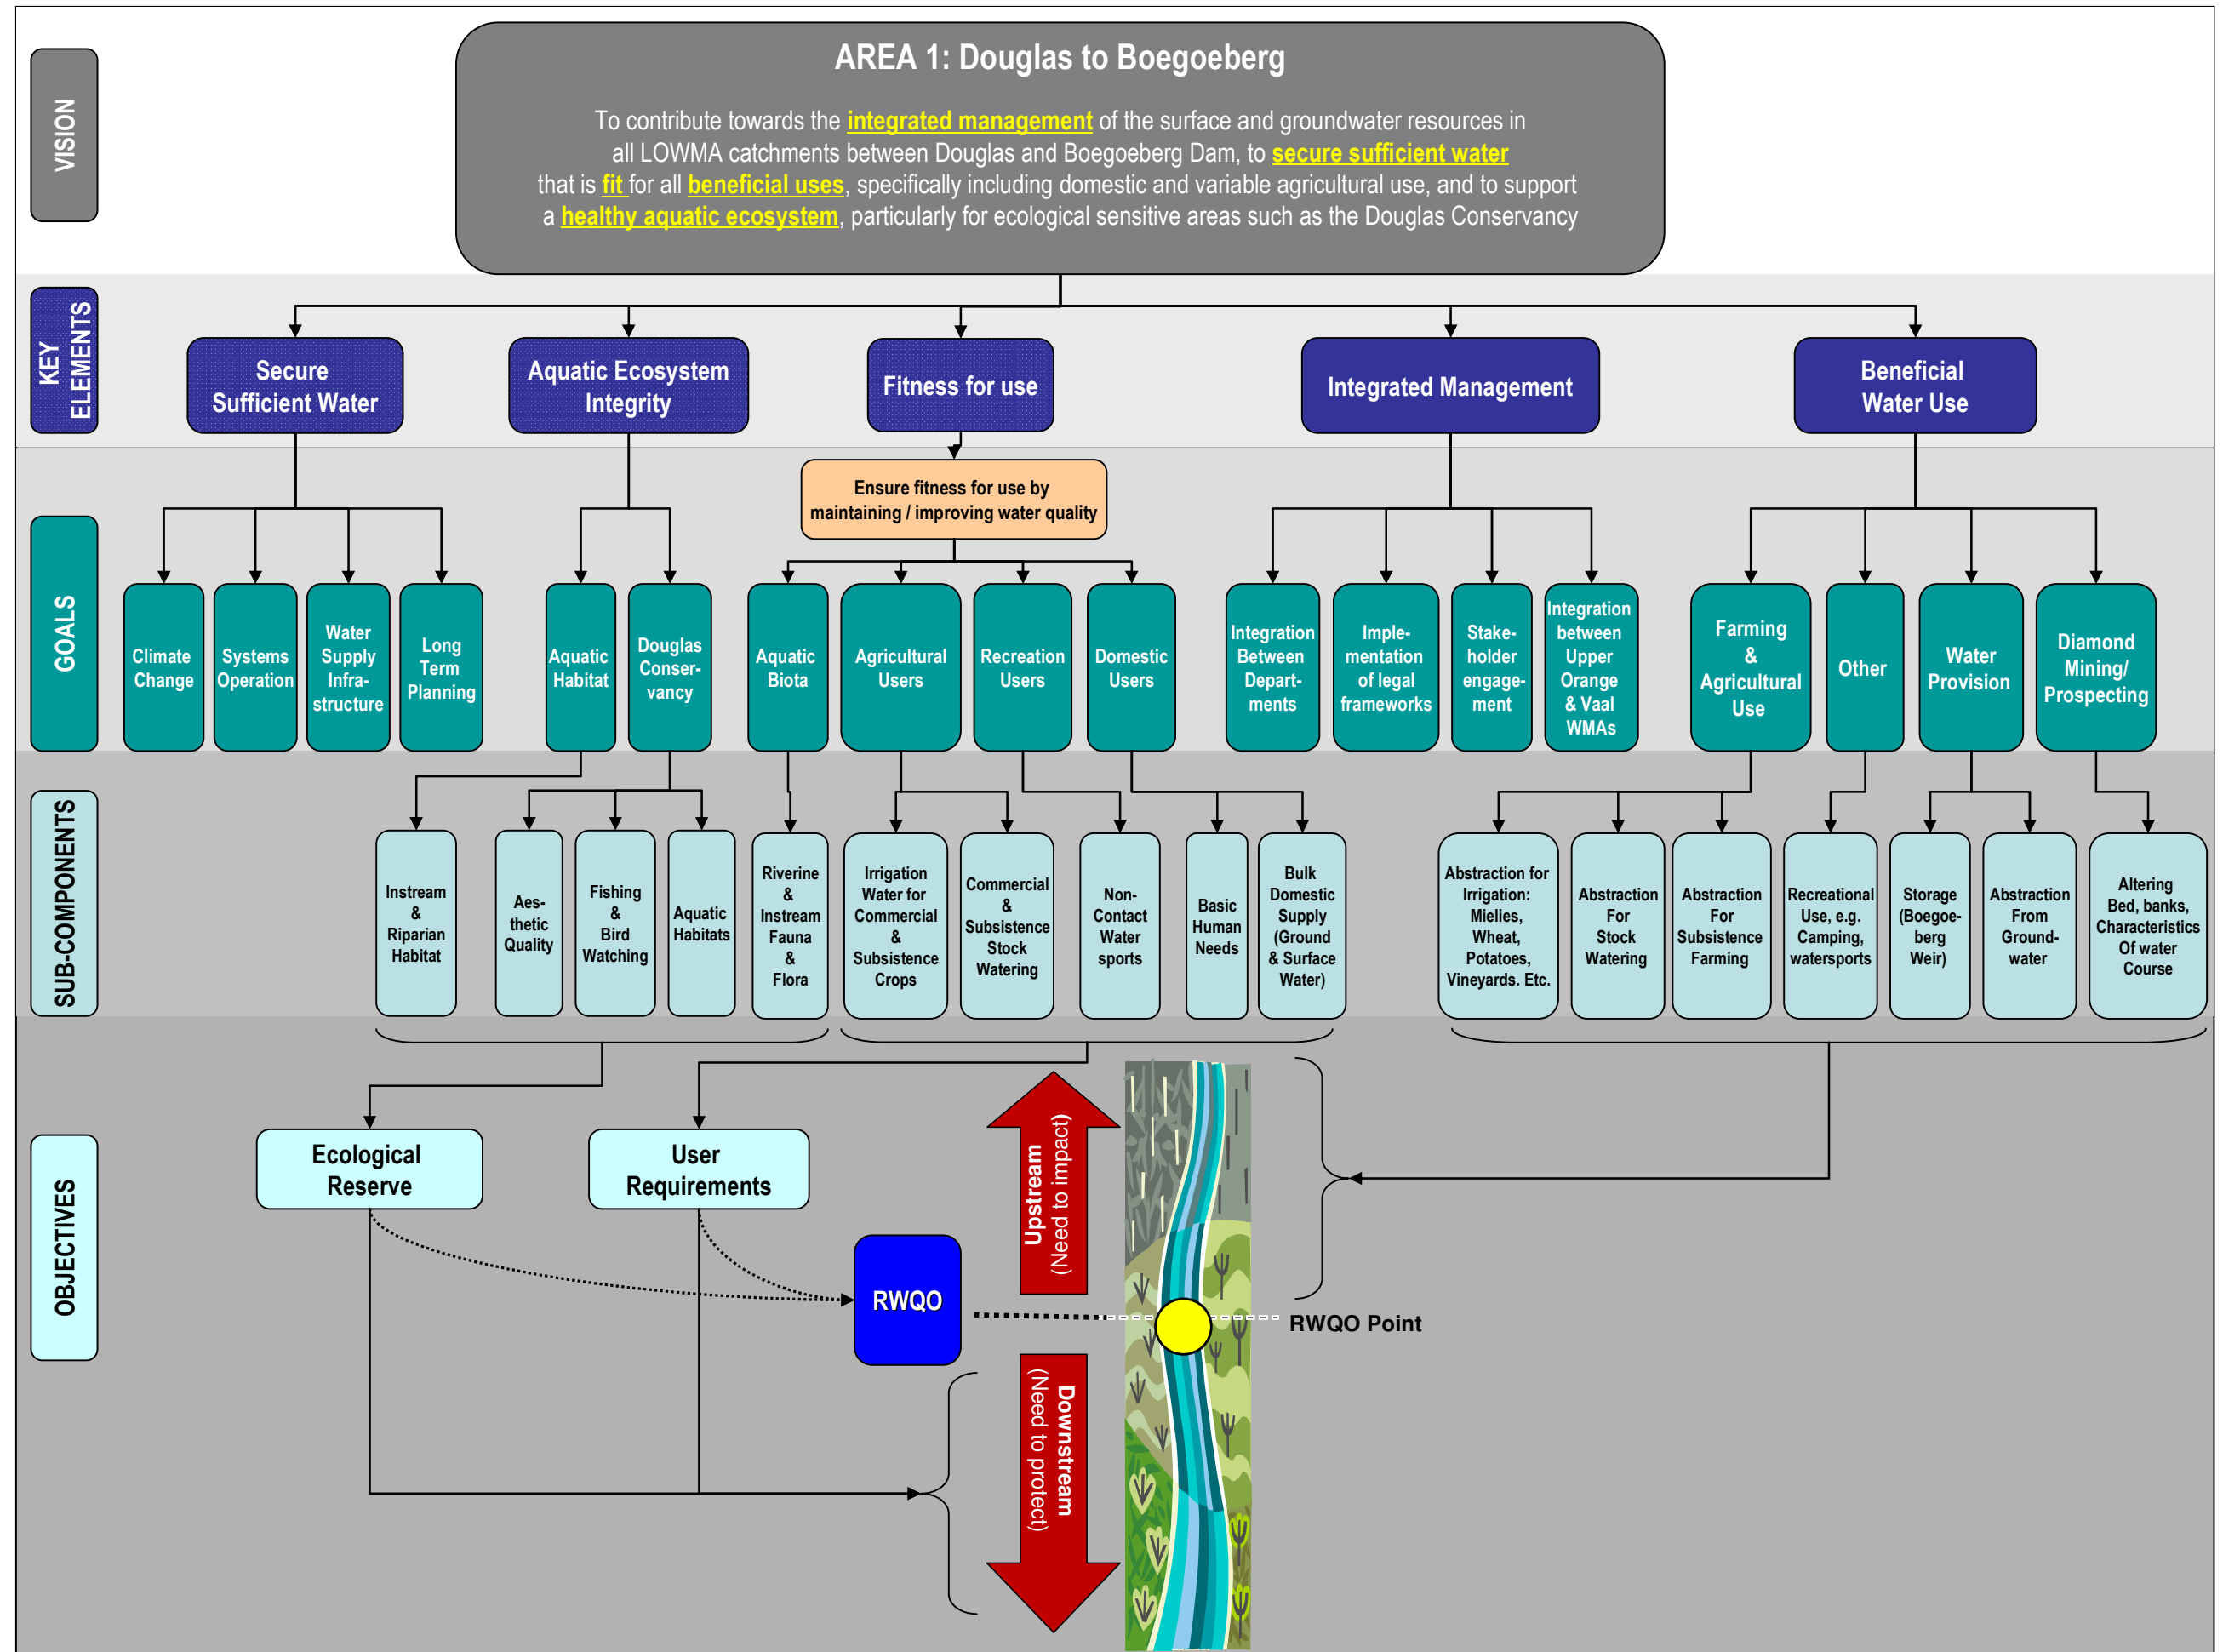 VISION
AREA 1: Douglas to Boegoeberg
To contribute towards the integrated management of the surface and groundwater resources in
all LOWMA catchments between Douglas and Boegoeberg Dam, to secure sufficient water
that is fit for all beneficial uses, specifically including domestic and variable agricultural use, and to support
a healthy aquatic ecosystem, particularly for ecological sensitive areas such as the Douglas Conservancy
KEY
ELEMENTS
Secure
Sufficient Water
Aquatic Ecosystem
Integrity
Fitness for use
Integrated Management
Beneficial
Water Use
Ensure fitness for use by
maintaining / improving water quality
GOALS
Climate
Change
Systems
Operation
Water
Supply
Infra-
structure
Long
Term
Planning
Aquatic
Habitat
Douglas
Conser-
vancy
Aquatic
Biota
Agricultural
Users
Recreation
Users
Domestic
Users
Integration
Between
Depart-
ments
Imple-
mentation
of legal
frameworks
Stake-
holder
engage-
ment
Integration
between
Upper
Orange
& Vaal
WMAs
Farming
&
Agricultural
Use
Other
Water
Provision
Diamond
Mining/
Prospecting
SUB-COMPONENTS
Instream
&
Riparian
Habitat
Aes-
thetic
Quality
Fishing
&
Bird
Watching
Aquatic
Habitats
Riverine
&
Instream
Fauna
&
Flora
Irrigation
Water for
Commercial
&
Subsistence
Crops
Commercial
&
Subsistence
Stock
Watering
Non-
Contact
Water
sports
Basic
Human
Needs
Bulk
Domestic
Supply
(Ground
& Surface
Water)
Abstraction for
Irrigation:
Mielies,
Wheat,
Potatoes,
Vineyards. Etc.
Abstraction
For
Stock
Watering
Abstraction
For
Subsistence
Farming
Recreational
Use, e.g.
Camping,
watersports
Storage
(Boegoe-
berg
Weir)
Abstraction
From
Ground-
water
Altering
Bed, banks,
Characteristics
Of water
Course
OBJECTIVES
Ecological
Reserve
User
Requirements
Upstream
(Need to impact)
RWQO
RWQO Point
Downstream
(Need to protect)